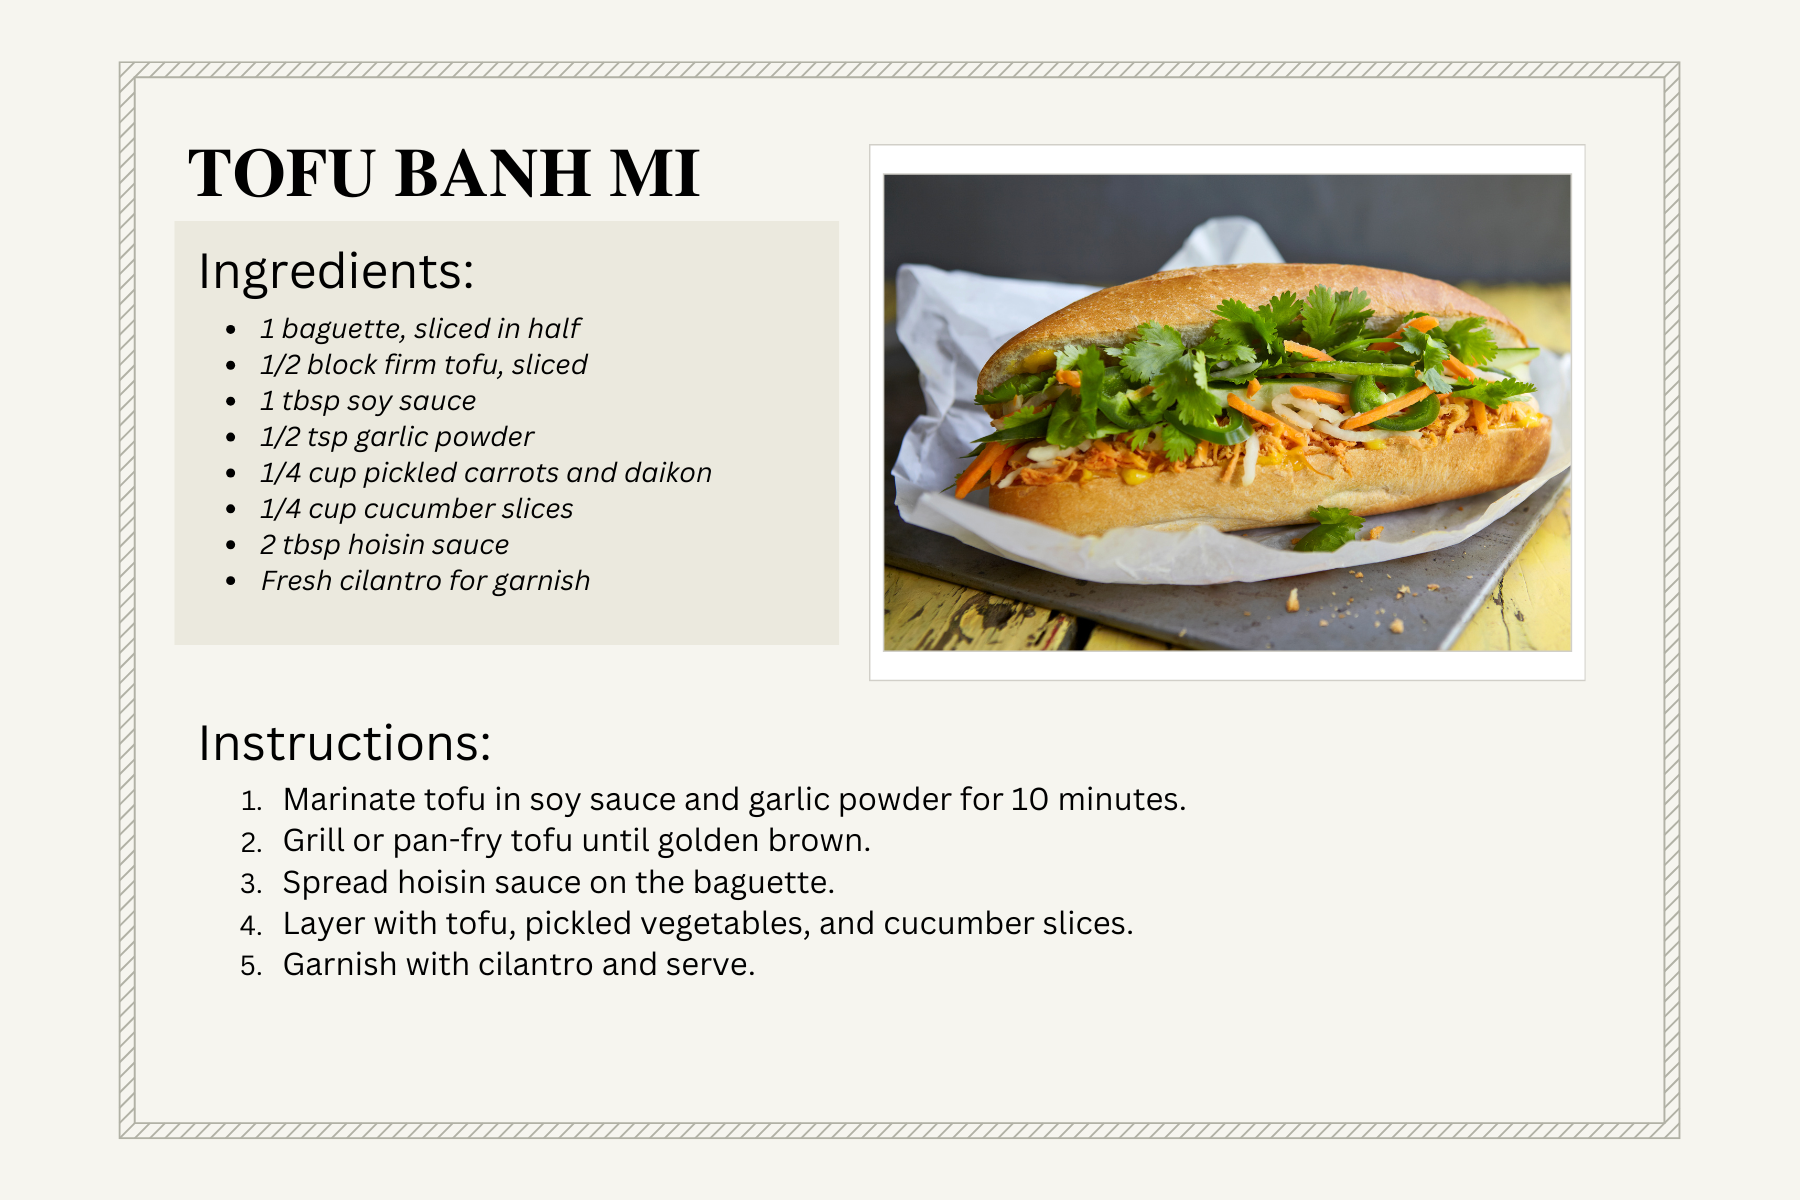 TOFU BANH MI
Ingredients:
• 1 baguette, sliced in half
• 1/2 block firm tofu, sliced
• 1 tbsp soy sauce
• 1/2 tsp garlic powder
• 1/4 cup pickled carrots and daikon
• 1/4 cup cucumber slices
• 2 tbsp hoisin sauce
• Fresh cilantro for garnish
Instructions:
1. Marinate tofu in soy sauce and garlic powder for 10 minutes.
2. Grill or pan-fry tofu until golden brown.
3. Spread hoisin sauce on the baguette.
4. Layer with tofu, pickled vegetables, and cucumber slices.
5. Garnish with cilantro and serve.